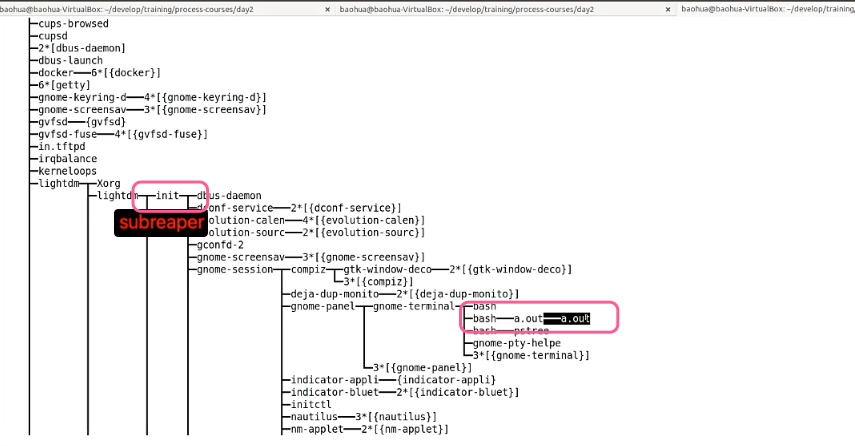 baohua@baohua-VirtualBox: ~/develop/training/process-courses/day2 × baohua@baohua-VirtualBox: ~/develop/training/process-courses/day2 × baohua@baohua-VirtualBox: ~/develop/training/
cups-browsed
cupsd
2*[dbus-daemon]
dbus-launch
docker──6*[{docker}]
6*[getty]
gnome-keyring-d──4*[{gnome-keyring-d}]
gnome-screensav──3*[{gnome-screensav}]
gvfsd──{gvfsd}
gvfsd-fuse──4*[{gvfsd-fuse}]
in.tftpd
irqbalance
kerneloops
lightdm─┬─Xorg
lightdm─┬─init─┬─dbus-daemon
dconf-service──2*[{dconf-service}]
subreaper
evolution-calen──4*[{evolution-calen}]
evolution-sourc──2*[{evolution-sourc}]
gconfd-2
gnome-screensav──3*[{gnome-screensav}]
gnome-session─┬─compiz─┬─gtk-window-deco──2*[{gtk-window-deco}]
3*[{compiz}]
deja-dup-monito──2*[{deja-dup-monito}]
gnome-panel─┬─gnome-terminal─┬─bash
bash──a.out──a.out
bash──pstree
gnome-pty-helpe
3*[{gnome-terminal}]
3*[{gnome-panel}]
indicator-appli──{indicator-appli}
indicator-bluet──2*[{indicator-bluet}]
initctl
nautilus──3*[{nautilus}]
nm-applet──2*[{nm-applet}]